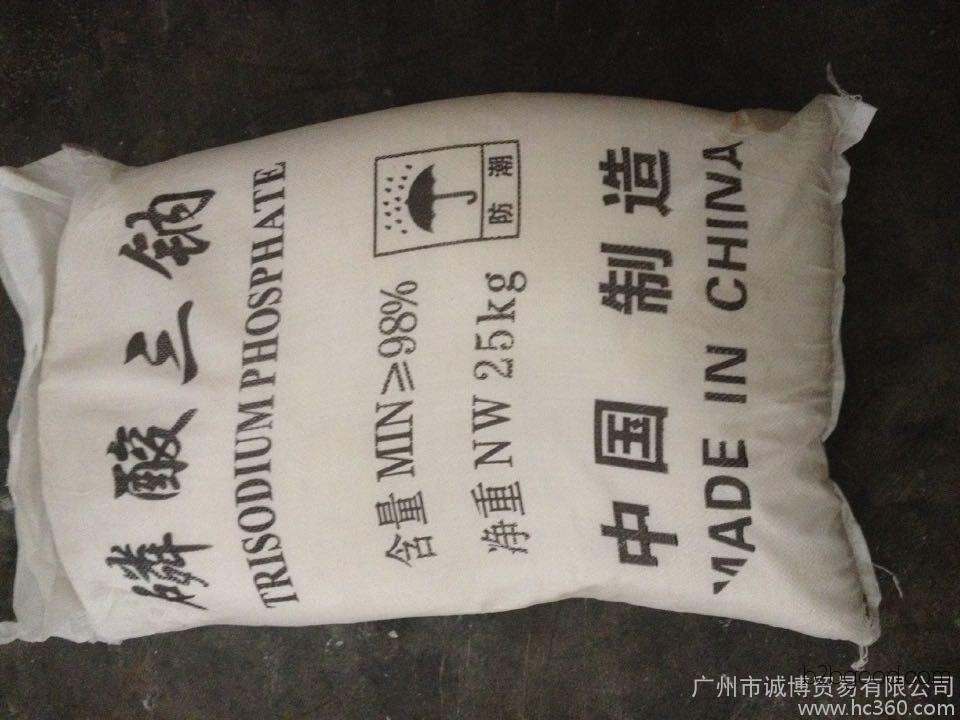 磷酸三钠
TRISODIUM PHOSPHATE
防潮
含量 MIN≥98%
净重 NW 25kg
中国制造
MADE IN CHINA
广州市诚博贸易有限公司
www.hc360.com